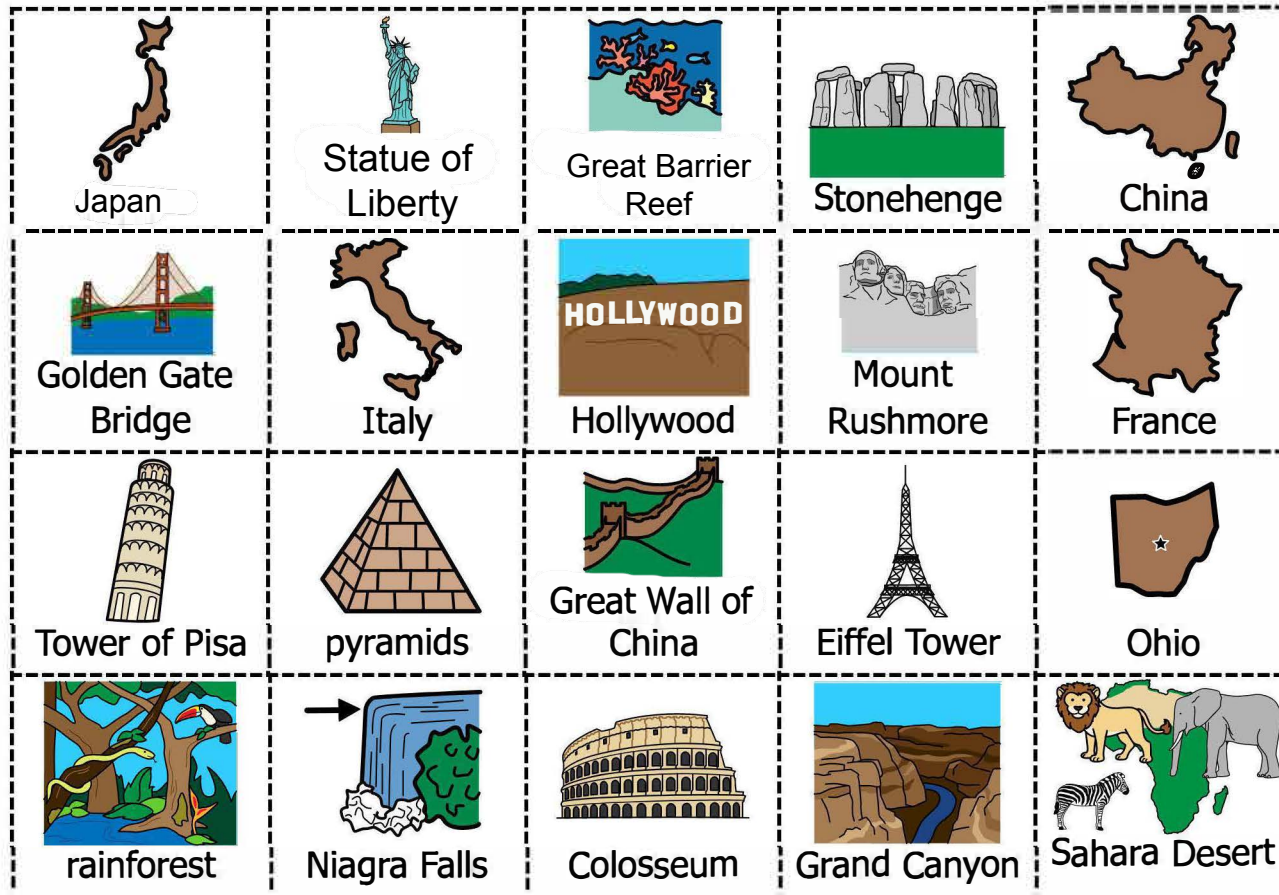 Japan
Statue of
Liberty
Great Barrier
Reef
Stonehenge
China
Golden Gate
Bridge
Italy
HOLLYWOOD
Hollywood
Mount
Rushmore
France
Tower of Pisa
pyramids
Great Wall of
China
Eiffel Tower
Ohio
rainforest
Niagra Falls
Colosseum
Grand Canyon
Sahara Desert